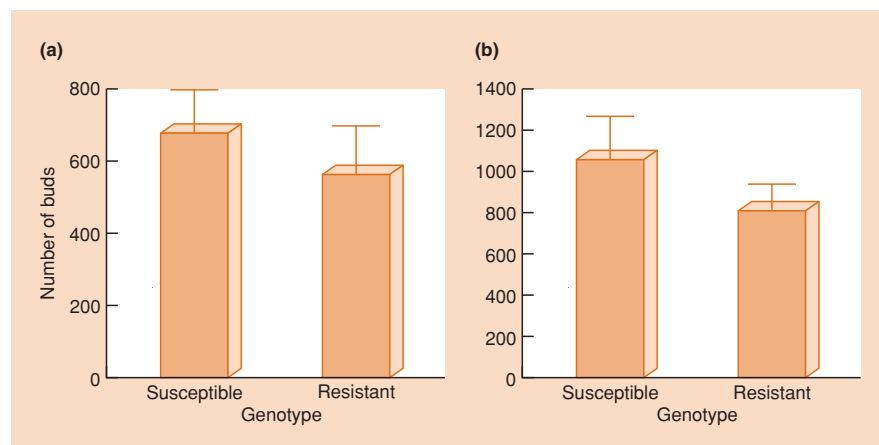 (a)
Number of buds
800
600
400
200
0
Susceptible Resistant
Genotype
(b)
1400
1200
1000
800
600
400
200
0
Susceptible Resistant
Genotype